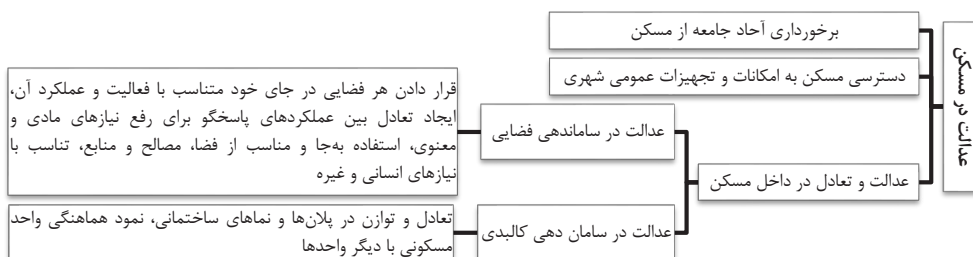 عدالت در مسکن
برخورداری آحاد جامعه از مسکن
دسترسی مسکن به امکانات و تجهیزات عمومی شهری
عدالت و تعادل در داخل مسکن
عدالت در ساماندهی فضایی
قرار دادن هر فضایی در جای خود متناسب با فعالیت و عملکرد آن،
ایجاد تعادل بین عملکردهای پاسخگو برای رفع نیازهای مادی و
معنوی، استفاده به‌جا و مناسب از فضا، مصالح و منابع، تناسب با
نیازهای انسانی و غیره
عدالت در سامان دهی کالبدی
تعادل و توازن در پلان‌ها و نماهای ساختمانی، نمود هماهنگی واحد
مسکونی با دیگر واحدها